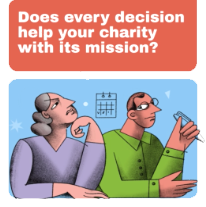 Does every decision
help your charity
with its mission?